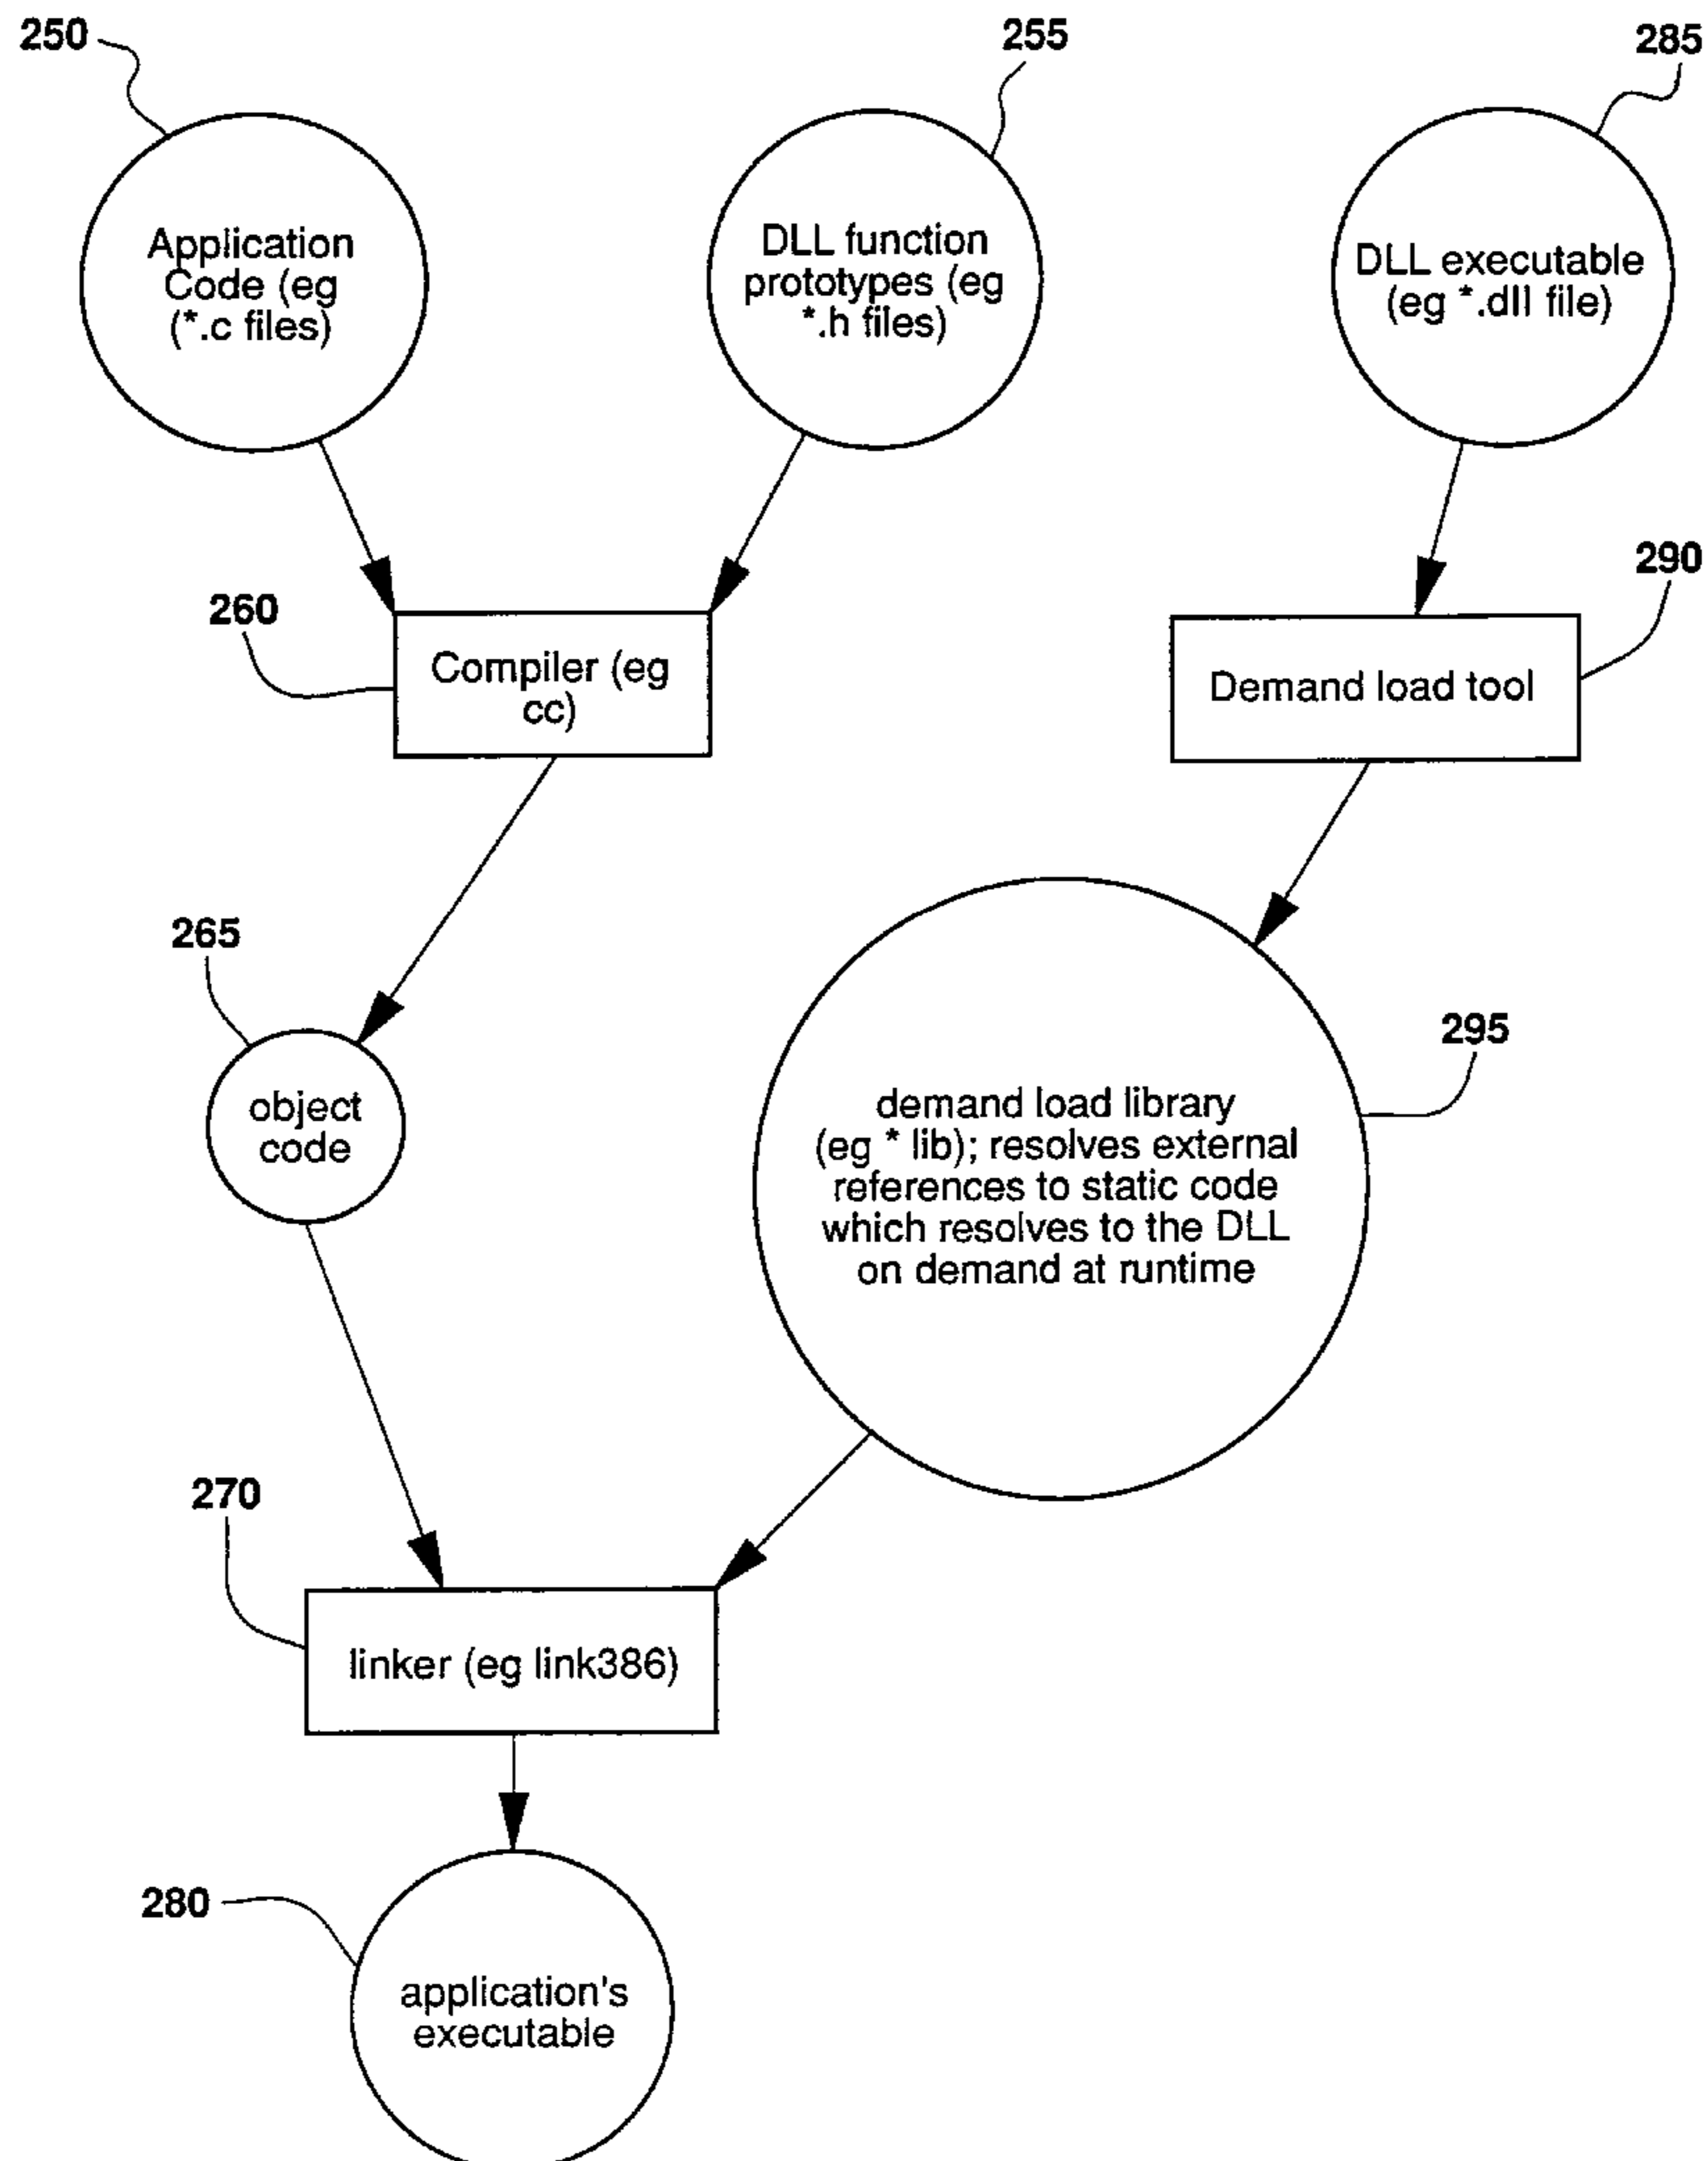 250
255
285
Application
Code (eg
(*.c files)
DLL function
prototypes (eg
*.h files)
DLL executable
(eg *.dll file)
260
290
Compiler (eg
cc)
Demand load tool
265
295
object
code
demand load library
(eg * lib); resolves external
references to static code
which resolves to the DLL
on demand at runtime
270
linker (eg link386)
280
application's
executable